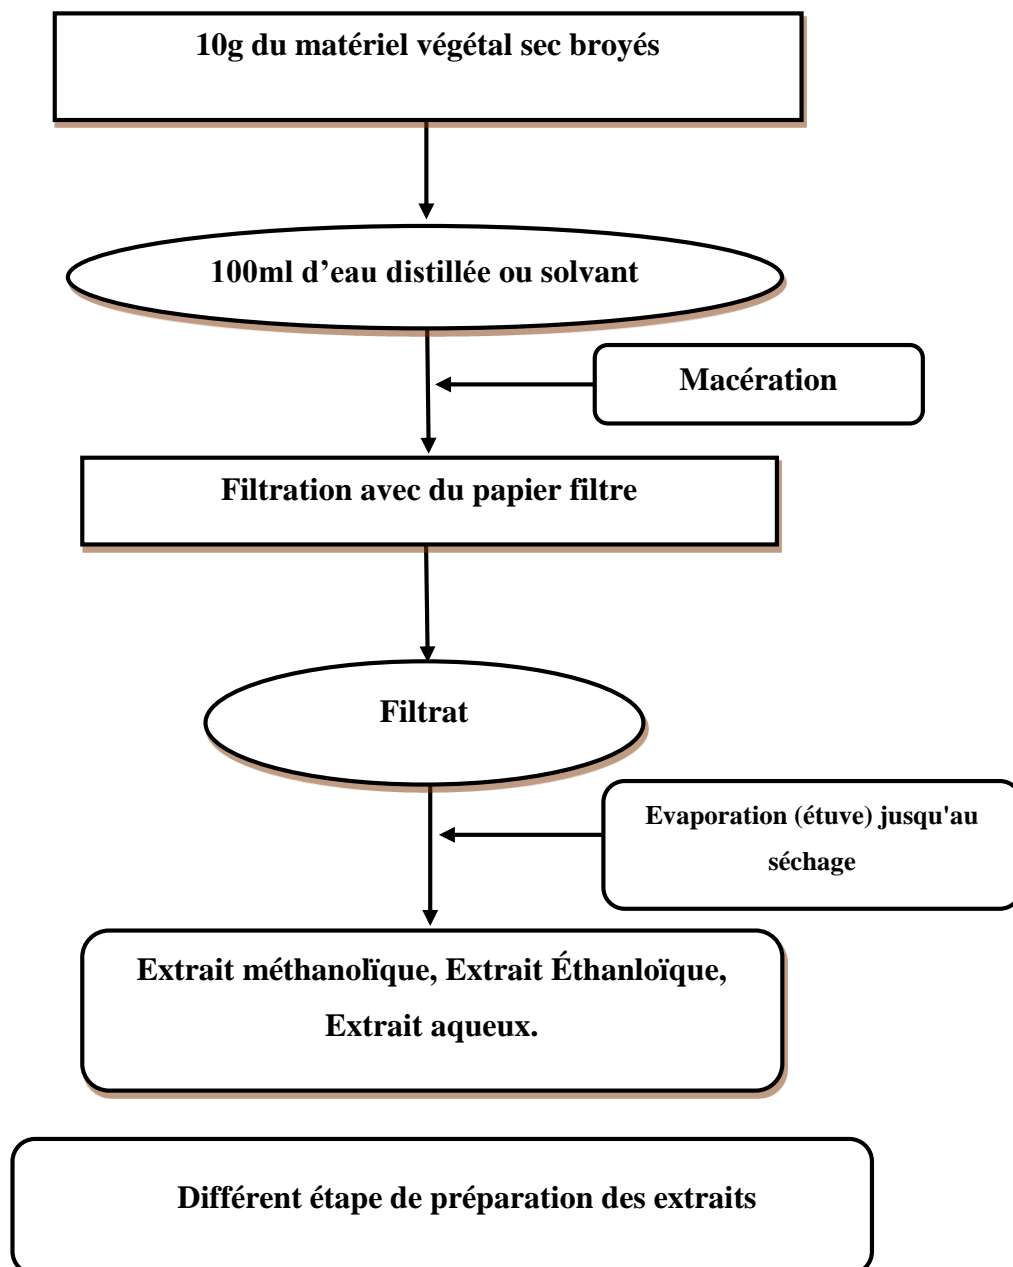 10g du matériel végétal sec broyés
100ml d’eau distillée ou solvant
Macération
Filtration avec du papier filtre
Filtrat
Evaporation (étuve) jusqu'au
séchage
Extrait méthanolïque, Extrait Éthanloïque,
Extrait aqueux.
Différent étape de préparation des extraits